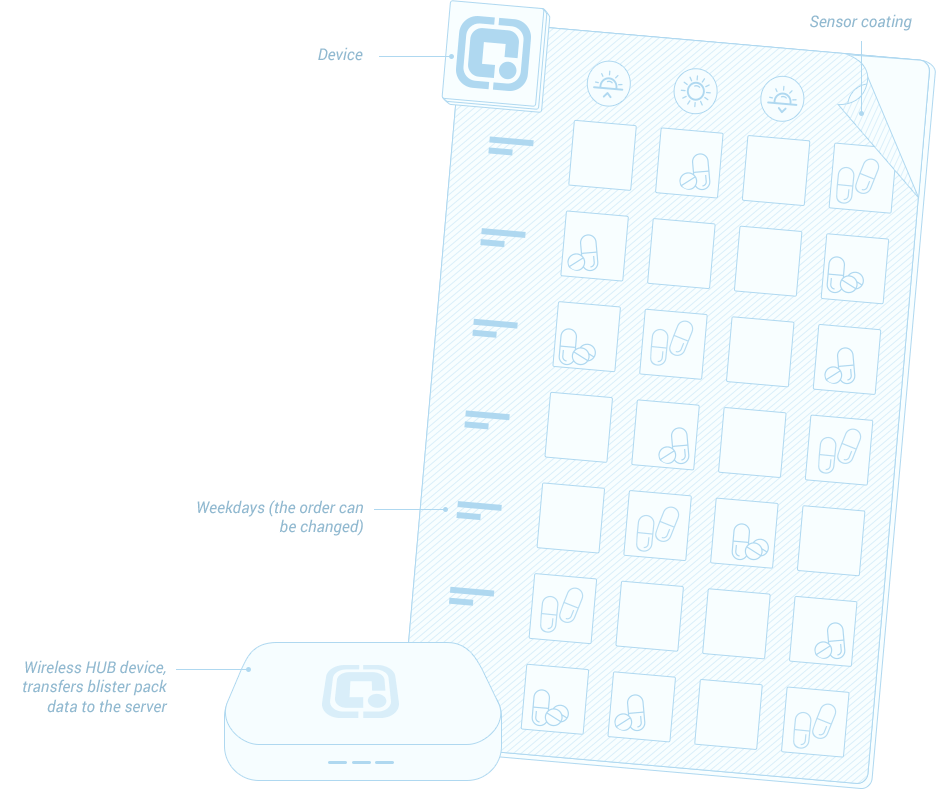 Sensor coating
Device
Weekdays (the order can
be changed)
Wireless HUB device,
transfers blister pack
data to the server